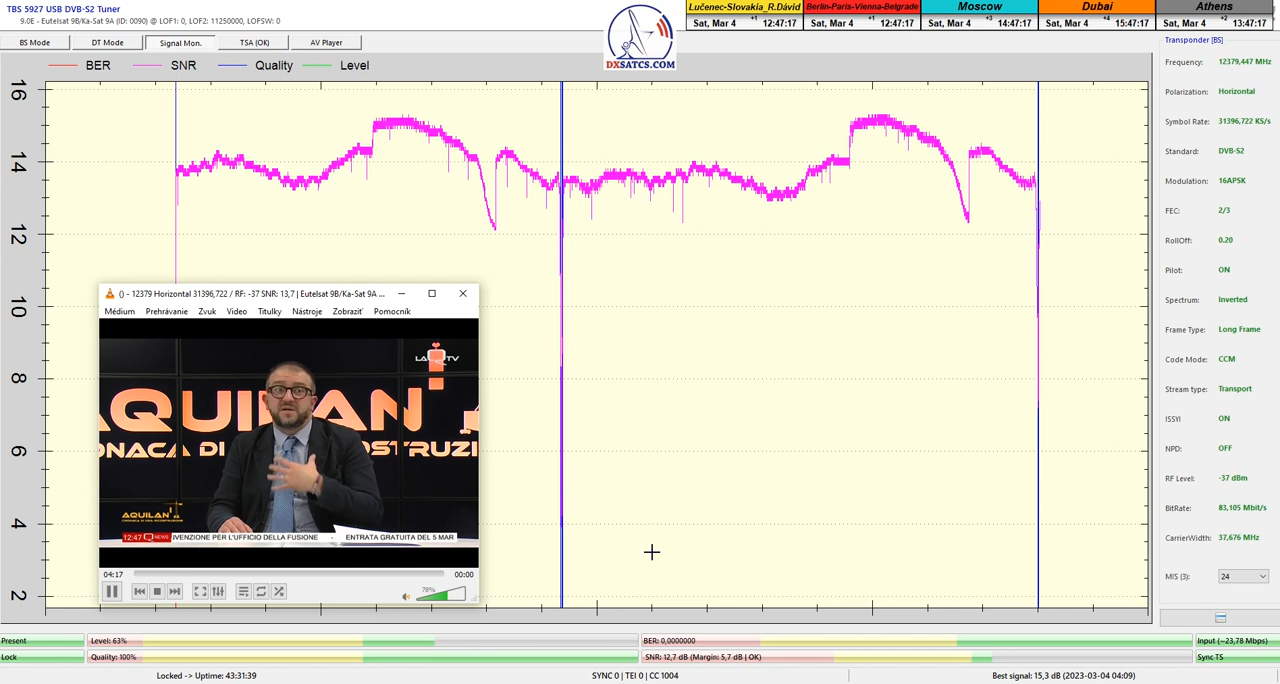 TBS 5927 USB DVB-S2 Tuner
9.0E - Eutelsat 9B/Ka-Sat 9A (ID: 0090) @ LOF1: 0, LOF2: 11250000, LOFSW: 0
DXSATCS.COM
Lučenec-Slovakia_R.Dávid
Sat, Mar 4 +1 12:47:17
Berlin-Paris-Vienna-Belgrade
Sat, Mar 4 +1 12:47:17
Moscow
Sat, Mar 4 +3 14:47:17
Dubai
Sat, Mar 4 +4 15:47:17
Athens
Sat, Mar 4 +2 13:47:17
BS Mode DT Mode Signal Mon. TSA (OK) AV Player
BER SNR Quality Level
16
14
12
10
8
6
4
2
() - 12379 Horizontal 31396,722 / RF: -37 SNR: 13,7 | Eutelsat 9B/Ka-Sat 9A ...
Médium Prehrávanie Zvuk Video Titulky Nástroje Zobraziť Pomocník
LA TV
AQUILAN
RONACA DI OSTRUZI
AQUILAN
CRONACA DI UNA RICOSTRUZIONE
12:47 NEWS IVENZIONE PER L'UFFICIO DELLA FUSIONE - ENTRATA GRATUITA DEL 5 MAR
04:17 00:00
78%
Transponder [BS]
Frequency: 12379,447 MHz
Polarization: Horizontal
Symbol Rate: 31396,722 KS/s
Standard: DVB-S2
Modulation: 16APSK
FEC: 2/3
RollOff: 0.20
Pilot: ON
Spectrum: Inverted
Frame Type: Long Frame
Code Mode: CCM
Stream type: Transport
ISSYI ON
NPD: OFF
RF Level: -37 dBm
BitRate: 83,105 Mbit/s
CarrierWidth: 37,676 MHz
MIS (3): 24
Present Level: 63% BER: 0,0000000 Input (~23,78 Mbps)
Lock Quality: 100% SNR: 12,7 dB (Margin: 5,7 dB | OK) Sync TS
Locked -> Uptime: 43:31:39 SYNC 0 | TEI 0 | CC 1004 Best signal: 15,3 dB (2023-03-04 04:09)